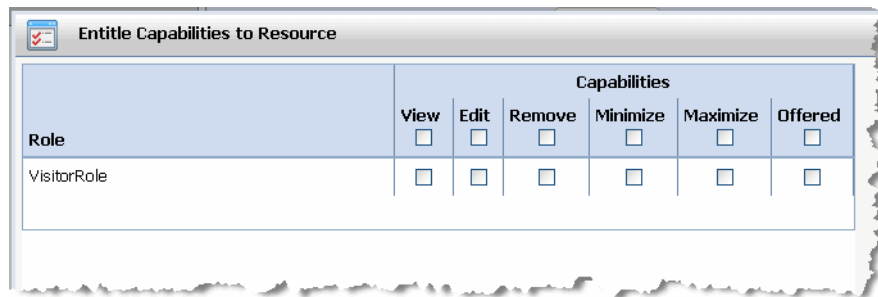 Entitle Capabilities to Resource
Capabilities
Role View Edit Remove Minimize Maximize Offered
VisitorRole